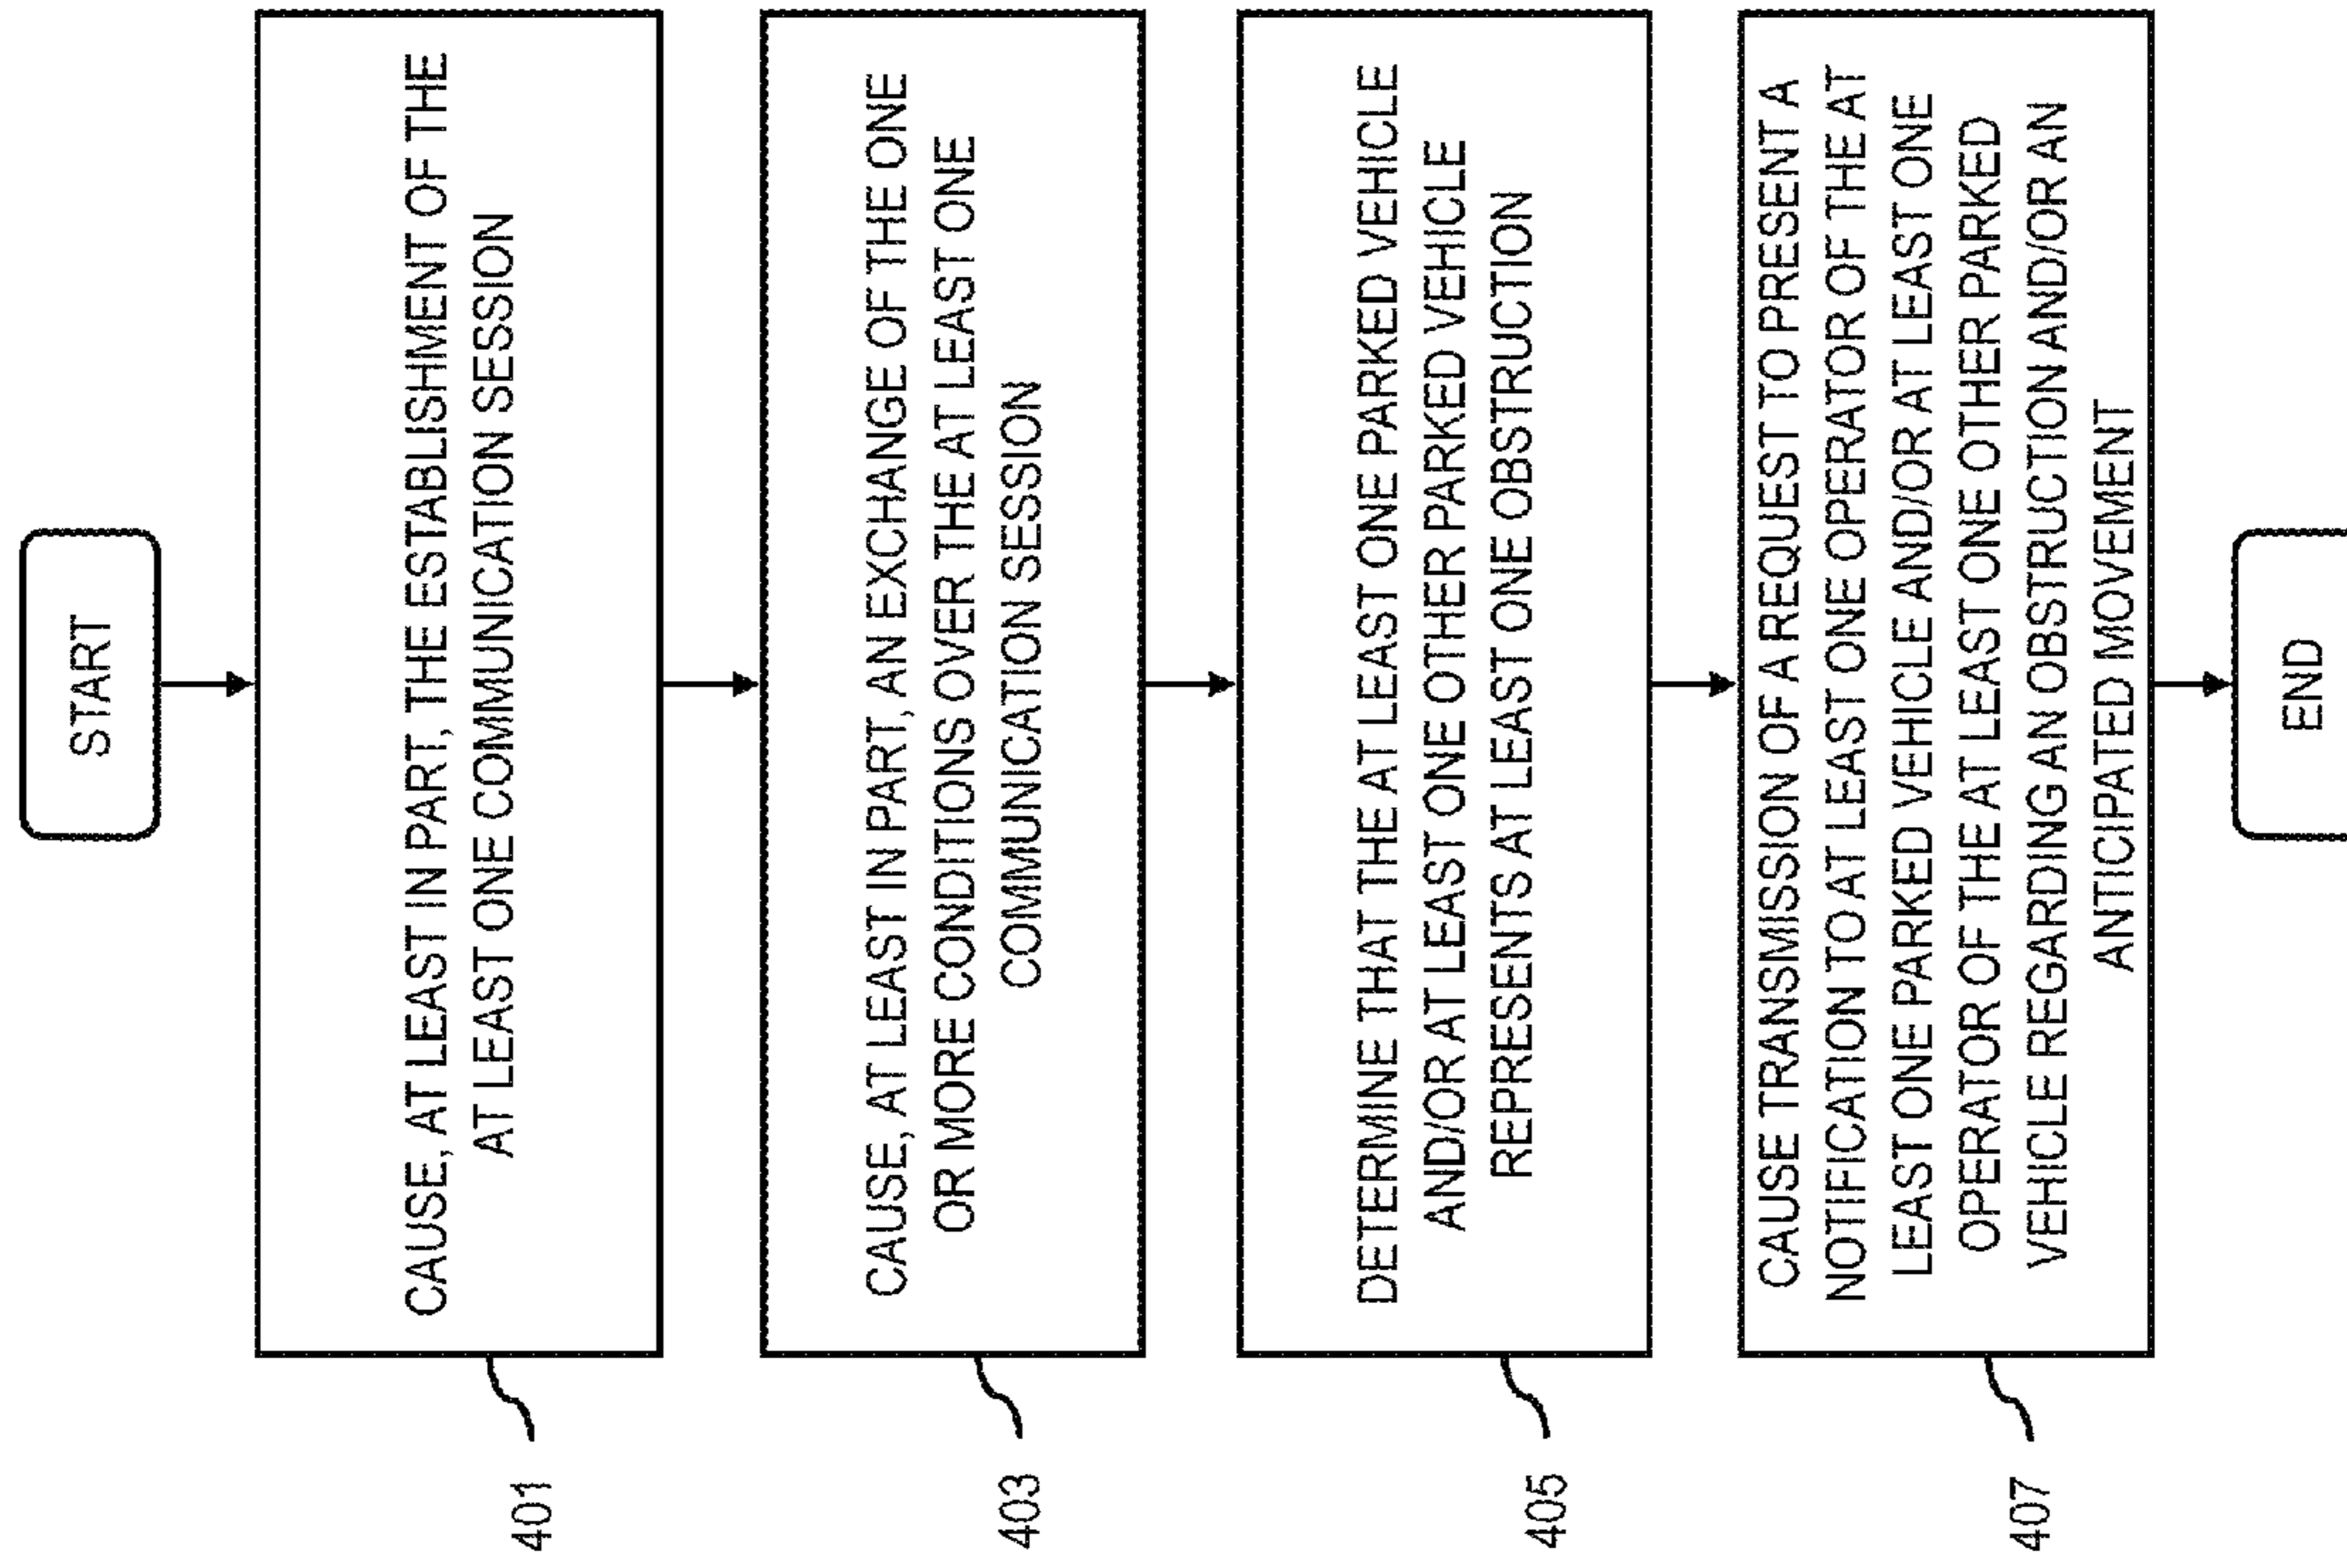 START
CAUSE, AT LEAST IN PART, THE ESTABLISHMENT OF THE
AT LEAST ONE COMMUNICATION SESSION
401
CAUSE, AT LEAST IN PART, AN EXCHANGE OF THE ONE
OR MORE CONDITIONS OVER THE AT LEAST ONE
COMMUNICATION SESSION
403
DETERMINE THAT THE AT LEAST ONE PARKED VEHICLE
AND/OR AT LEAST ONE OTHER PARKED VEHICLE
REPRESENTS AT LEAST ONE OBSTRUCTION
405
CAUSE TRANSMISSION OF A REQUEST TO PRESENT A
NOTIFICATION TO AT LEAST ONE OPERATOR OF THE AT
LEAST ONE PARKED VEHICLE AND/OR AT LEAST ONE
OPERATOR OF THE AT LEAST ONE OTHER PARKED
VEHICLE REGARDING AN OBSTRUCTION AND/OR AN
ANTICIPATED MOVEMENT
407
END